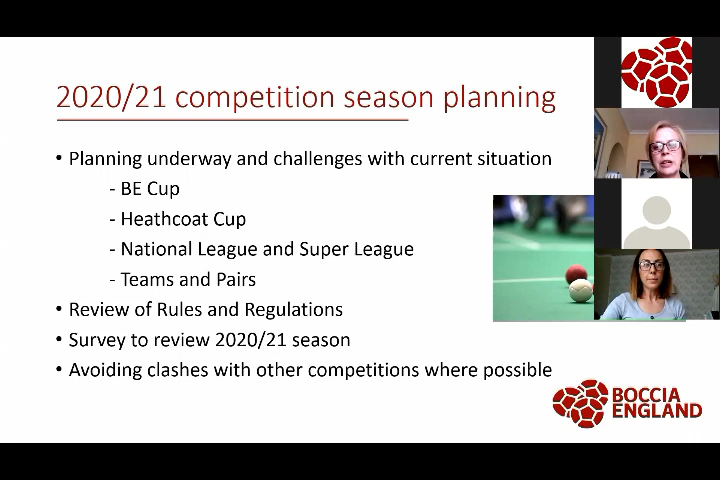 2020/21 competition season planning
• Planning underway and challenges with current situation
- BE Cup
- Heathcoat Cup
- National League and Super League
- Teams and Pairs
• Review of Rules and Regulations
• Survey to review 2020/21 season
• Avoiding clashes with other competitions where possible
BOCCIA
ENGLAND